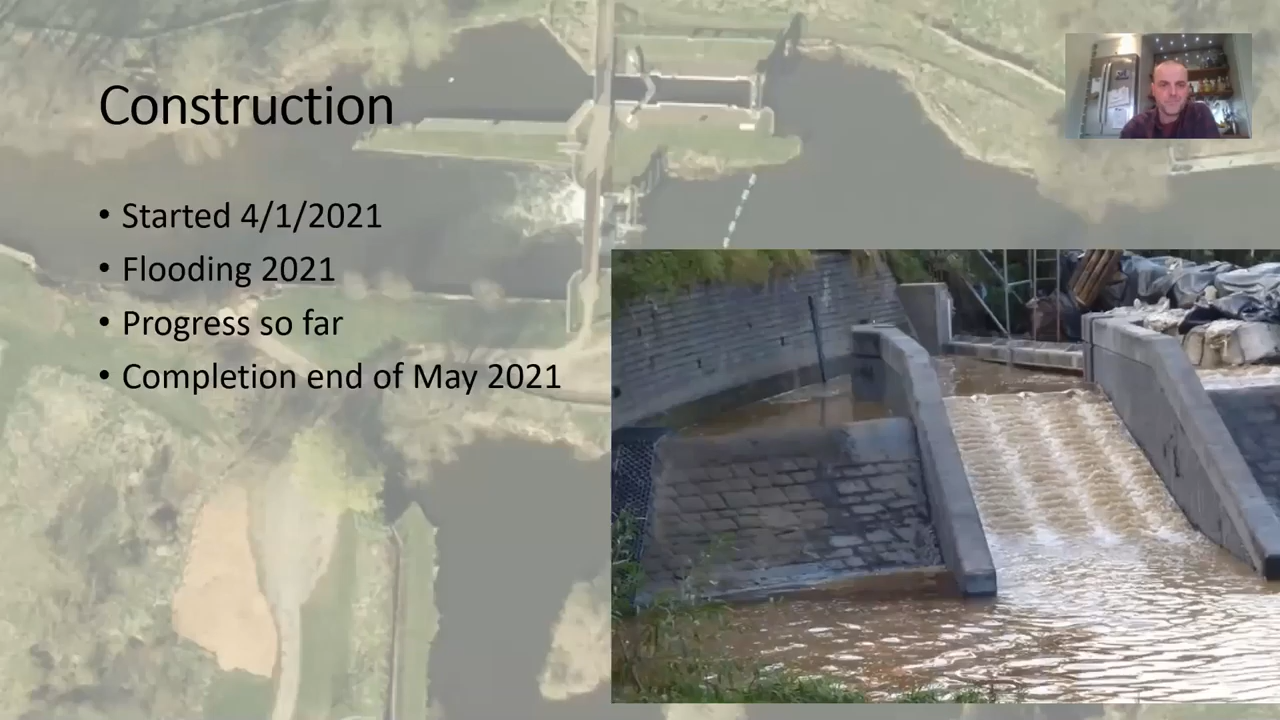 Construction
• Started 4/1/2021
• Flooding 2021
• Progress so far
• Completion end of May 2021